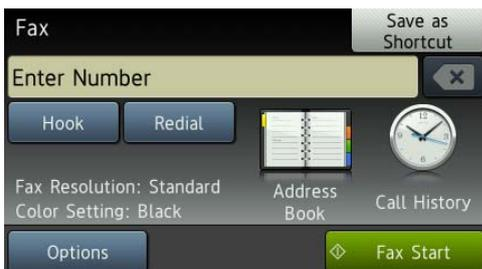 Fax
Save as
Shortcut
Enter Number
Hook
Redial
Fax Resolution: Standard
Color Setting: Black
Address
Book
Call History
Options
Fax Start